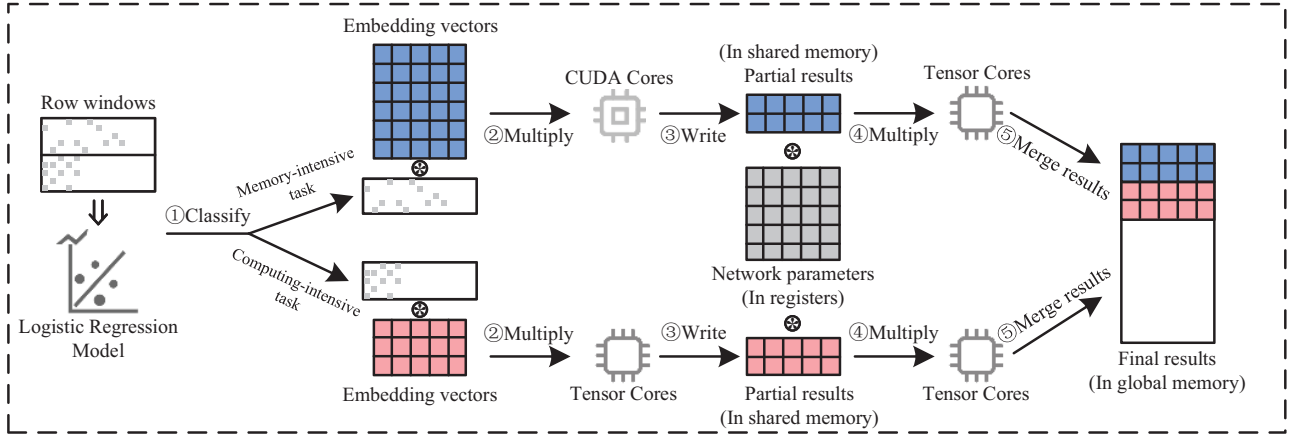 Row windows
Logistic Regression
Model
①Classify
Memory-intensive
task
Computing-intensive
task
Embedding vectors
②Multiply
CUDA Cores
③Write
(In shared memory)
Partial results
④Multiply
Tensor Cores
⑤Merge results
Network parameters
(In registers)
Embedding vectors
②Multiply
Tensor Cores
③Write
Partial results
(In shared memory)
④Multiply
Tensor Cores
⑤Merge results
Final results
(In global memory)